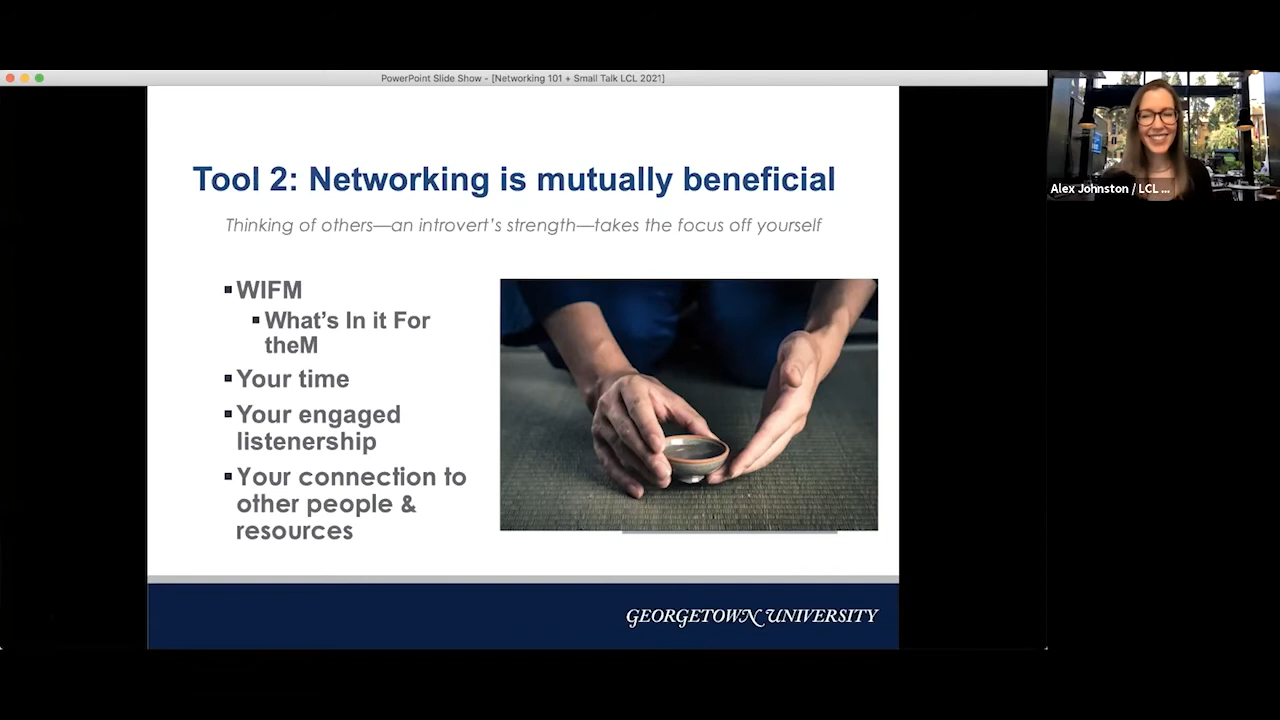 PowerPoint Slide Show - [Networking 101 + Small Talk LCL 2021]
Tool 2: Networking is mutually beneficial
Thinking of others—an introvert’s strength—takes the focus off yourself
▪WIFM
▪What’s In it For
theM
▪Your time
▪Your engaged
listenership
▪Your connection to
other people &
resources
GEORGETOWN UNIVERSITY
Alex Johnston / LCL ...